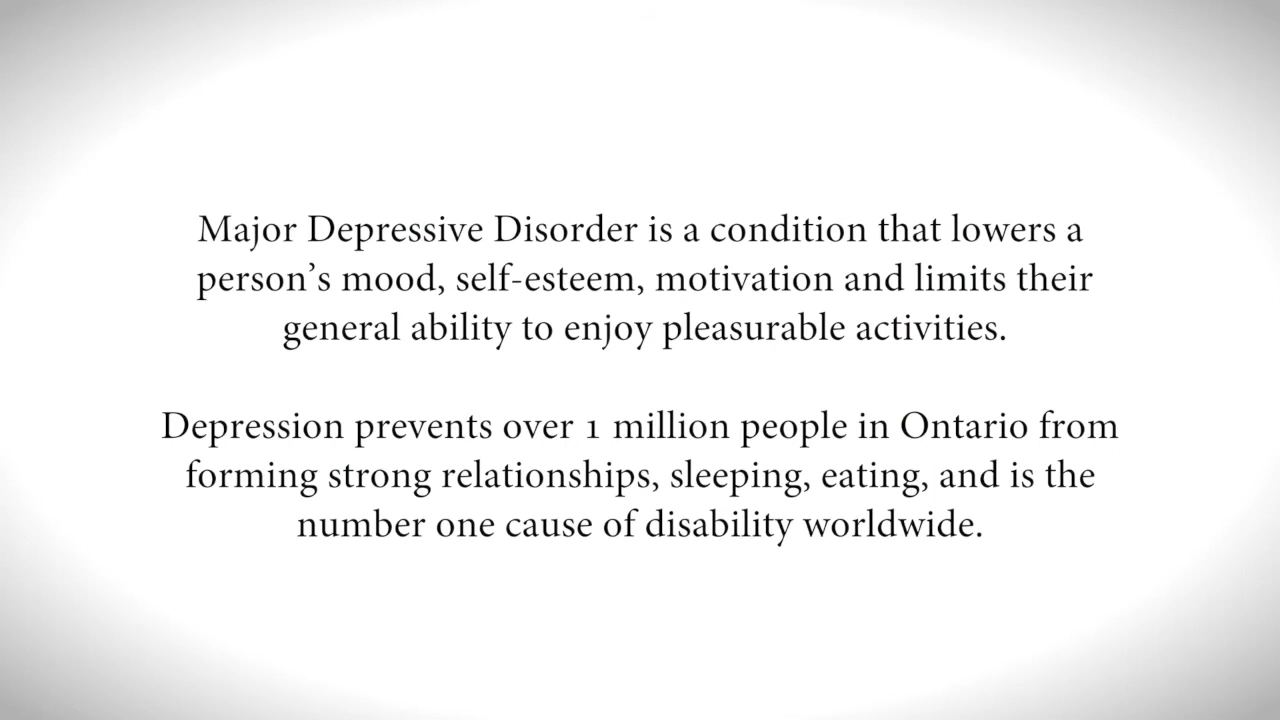 Major Depressive Disorder is a condition that lowers a
person’s mood, self-esteem, motivation and limits their
general ability to enjoy pleasurable activities.
Depression prevents over 1 million people in Ontario from
forming strong relationships, sleeping, eating, and is the
number one cause of disability worldwide.